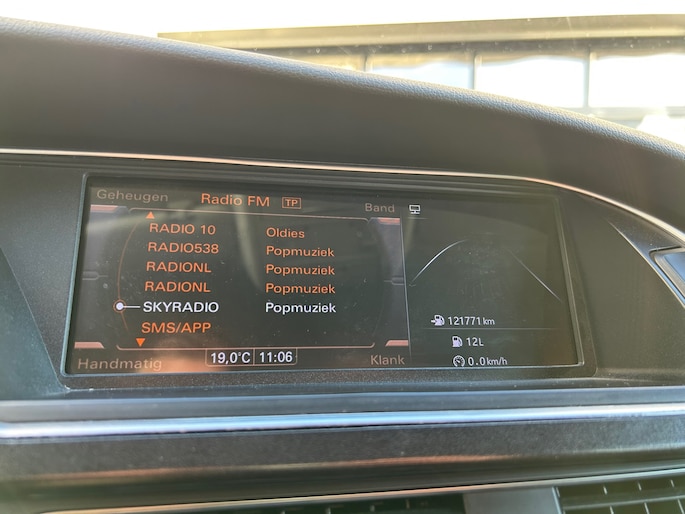 Geheugen Radio FM TP Band
RADIO 10 Oldies
RADIO538 Popmuziek
RADIONL Popmuziek
RADIONL Popmuziek
SKYRADIO Popmuziek
SMS/APP
Handmatig 19,0°C 11:06 Klank
121771 km
12L
0.0 km/h